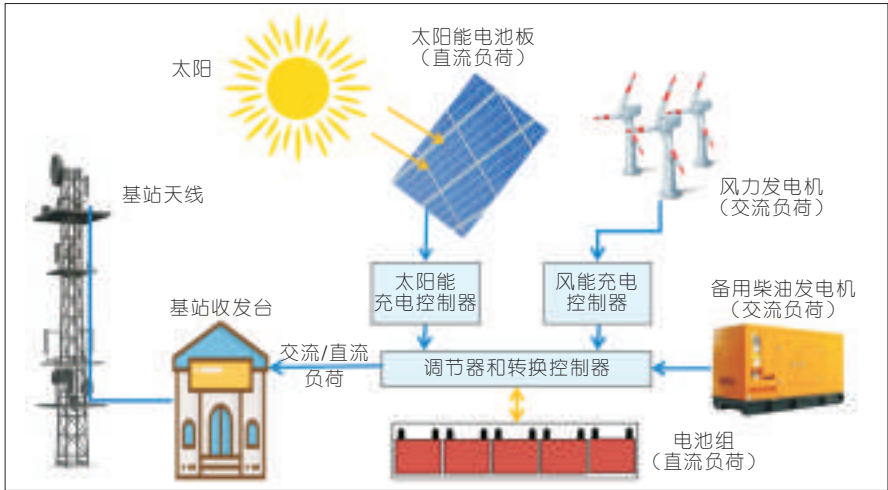 太阳能电池板
（直流负荷）
太阳
基站天线
风力发电机
（交流负荷）
太阳能
充电控制器
风能充电
控制器
备用柴油发电机
（交流负荷）
基站收发台
交流/直流
负荷
调节器和转换控制器
电池组
（直流负荷）